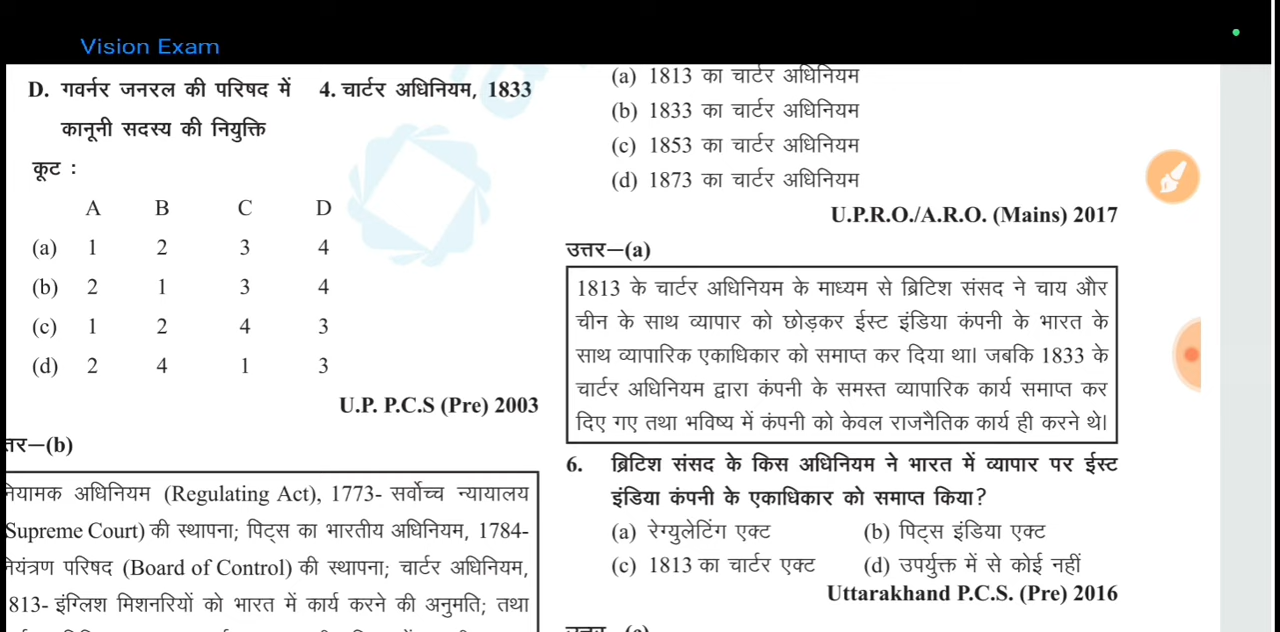 Vision Exam
D. गवर्नर जनरल की परिषद में 4. चार्टर अधिनियम, 1833
कानूनी सदस्य की नियुक्ति
कूट :
A B C D
(a) 1 2 3 4
(b) 2 1 3 4
(c) 1 2 4 3
(d) 2 4 1 3
U.P. P.C.S (Pre) 2003
तर–(b)
नियामक अधिनियम (Regulating Act), 1773- सर्वोच्च न्यायालय
Supreme Court) की स्थापना; पिट्स का भारतीय अधिनियम, 1784-
नियंत्रण परिषद (Board of Control) की स्थापना; चार्टर अधिनियम,
813- इंग्लिश मिशनरियों को भारत में कार्य करने की अनुमति; तथा
(a) 1813 का चार्टर अधिनियम
(b) 1833 का चार्टर अधिनियम
(c) 1853 का चार्टर अधिनियम
(d) 1873 का चार्टर अधिनियम
U.P.R.O./A.R.O. (Mains) 2017
उत्तर–(a)
1813 के चार्टर अधिनियम के माध्यम से ब्रिटिश संसद ने चाय और
चीन के साथ व्यापार को छोड़कर ईस्ट इंडिया कंपनी के भारत के
साथ व्यापारिक एकाधिकार को समाप्त कर दिया था। जबकि 1833 के
चार्टर अधिनियम द्वारा कंपनी के समस्त व्यापारिक कार्य समाप्त कर
दिए गए तथा भविष्य में कंपनी को केवल राजनैतिक कार्य ही करने थे।
6. ब्रिटिश संसद के किस अधिनियम ने भारत में व्यापार पर ईस्ट
इंडिया कंपनी के एकाधिकार को समाप्त किया?
(a) रेग्युलेटिंग एक्ट (b) पिट्स इंडिया एक्ट
(c) 1813 का चार्टर एक्ट (d) उपर्युक्त में से कोई नहीं
Uttarakhand P.C.S. (Pre) 2016